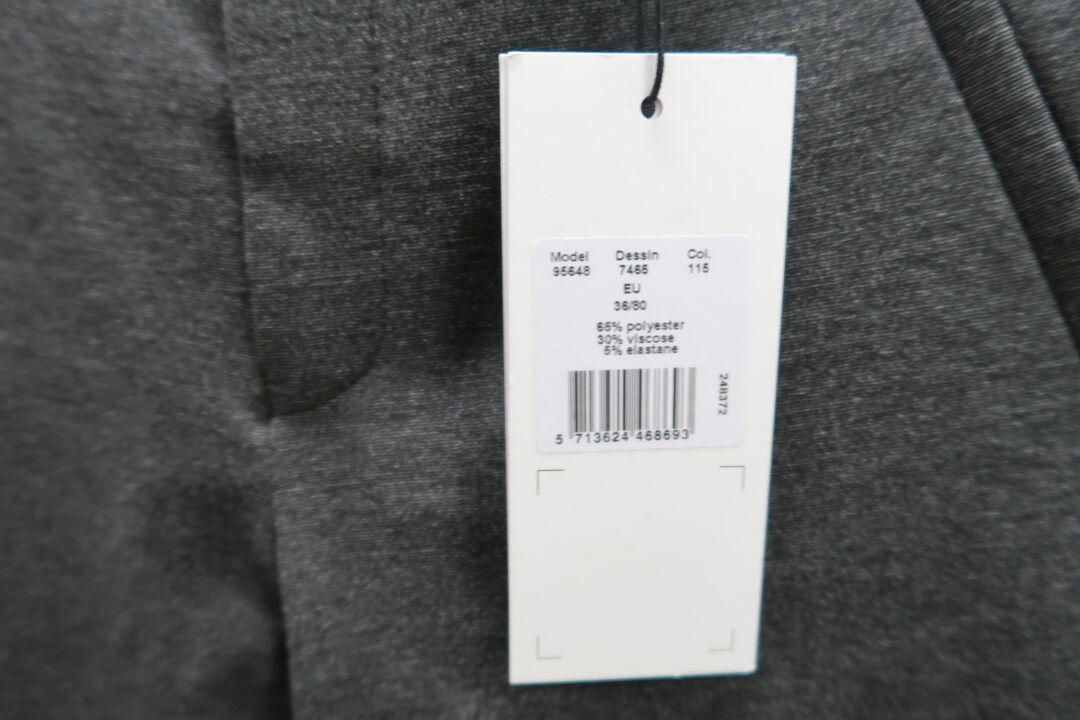 Model Dessin Col.
95648 7465 115
EU
36/80
65% polyester
30% viscose
5% elastane
248372
5 713624 468693